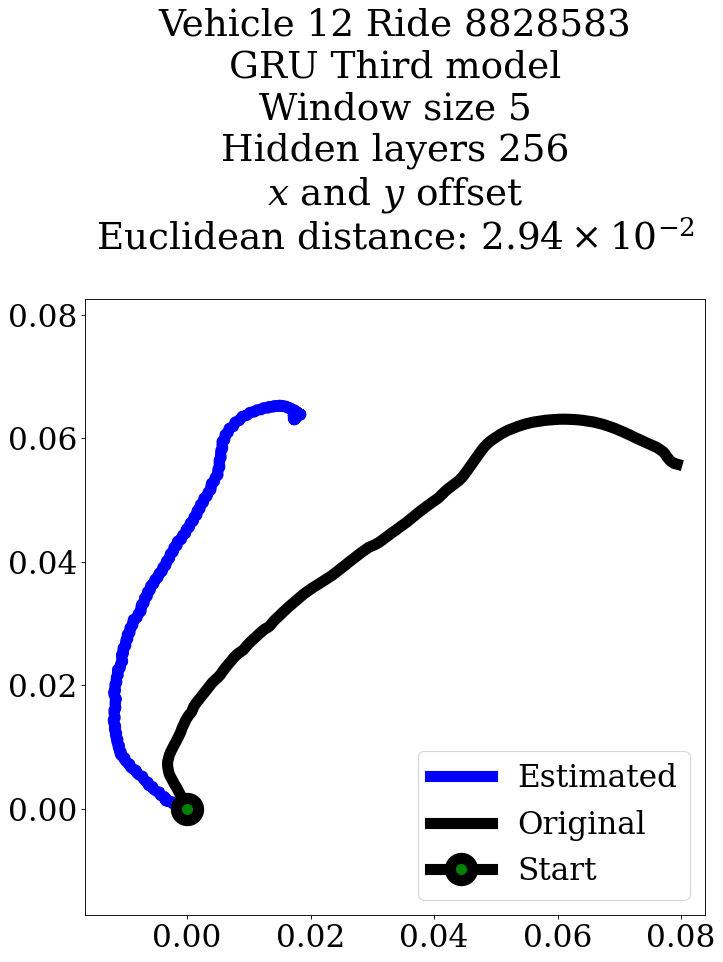 Vehicle 12 Ride 8828583
GRU Third model
Window size 5
Hidden layers 256
x and y offset
Euclidean distance: 2.94 × 10⁻²
0.08
0.06
0.04
0.02
0.00
Estimated
Original
Start
0.00 0.02 0.04 0.06 0.08